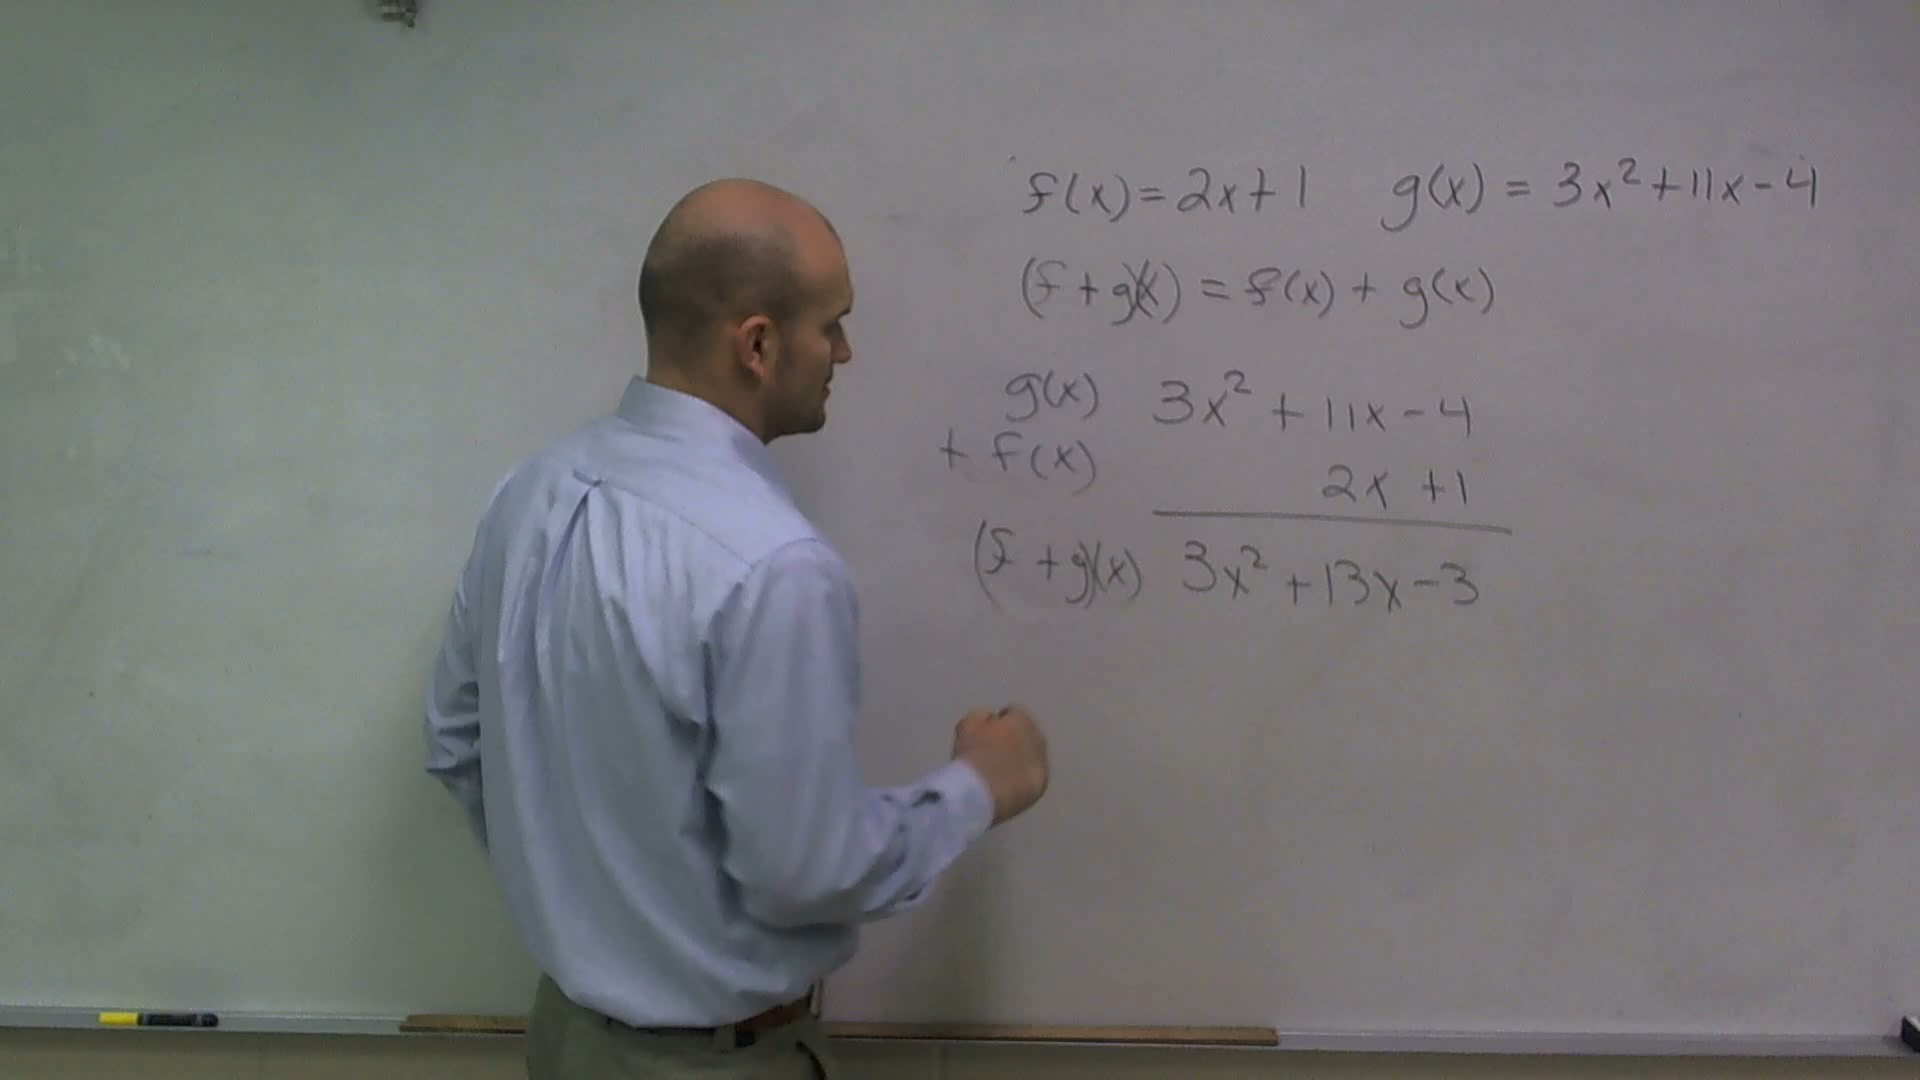 f(x) = 2x + 1 g(x) = 3x² + 11x - 4
(f + g)(x) = f(x) + g(x)
g(x) 3x² + 11x - 4
+ f(x) 2x + 1
(f + g)(x) 3x² + 13x - 3